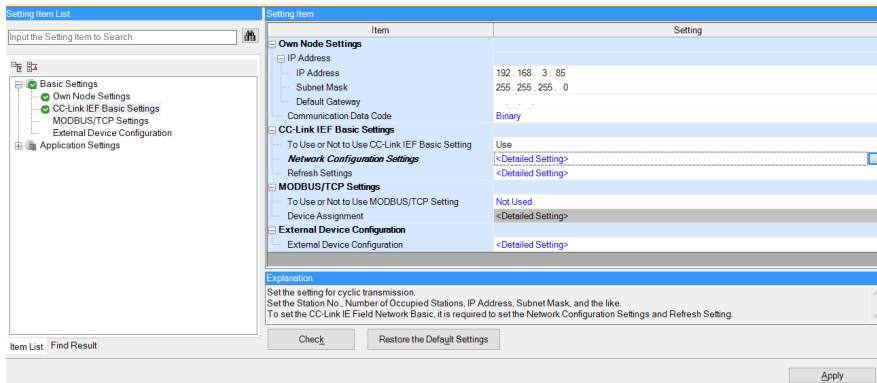 Setting Item List
Input the Setting Item to Search
Basic Settings
Own Node Settings
CC-Link IEF Basic Settings
MODBUS/TCP Settings
External Device Configuration
Application Settings
Item List Find Result
Setting Item
Item Setting
Own Node Settings
IP Address
IP Address 192 . 168 . 3 . 85
Subnet Mask 255 . 255 . 255 . 0
Default Gateway . . .
Communication Data Code Binary
CC-Link IEF Basic Settings
To Use or Not to Use CC-Link IEF Basic Setting Use
Network Configuration Settings <Detailed Setting> ...
Refresh Settings <Detailed Setting>
MODBUS/TCP Settings
To Use or Not to Use MODBUS/TCP Setting Not Used
Device Assignment <Detailed Setting>
External Device Configuration
External Device Configuration <Detailed Setting>
Explanation
Set the setting for cyclic transmission.
Set the Station No., Number of Occupied Stations, IP Address, Subnet Mask, and the like.
To set the CC-Link IE Field Network Basic, it is required to set the Network Configuration Settings and Refresh Setting.
Check Restore the Default Settings
Apply